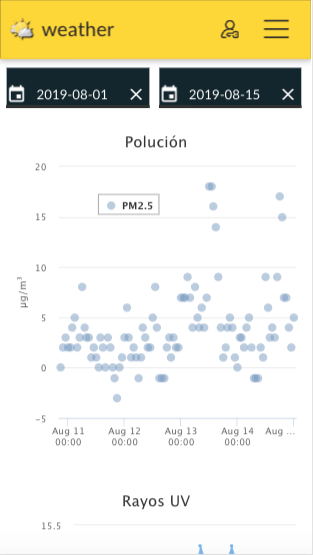 weather
2019-08-01
2019-08-15
Polución
20
PM2.5
15
10
µg/m³
5
0
−5
Aug 11 Aug 12 Aug 13 Aug 14 Aug ...
00:00 00:00 00:00 00:00
Rayos UV
15.5